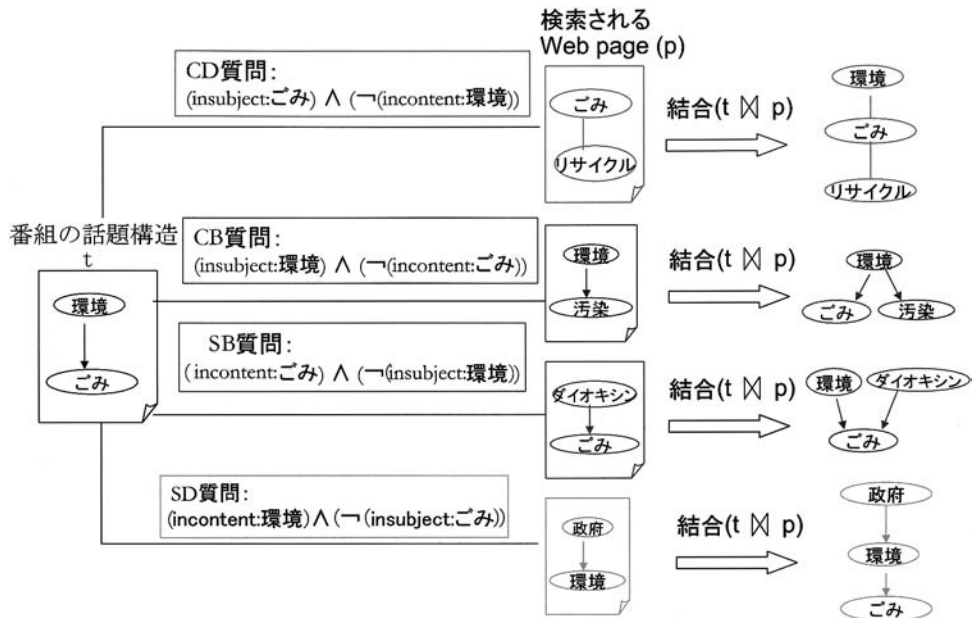 検索される
Web page (p)
CD質問:
(insubject:ごみ) ∧ (¬(incontent:環境))
ごみ
リサイクル
結合(t ⋈ p)
環境
ごみ
リサイクル
番組の話題構造
t
環境
ごみ
CB質問:
(insubject:環境) ∧ (¬(incontent:ごみ))
環境
汚染
結合(t ⋈ p)
環境
ごみ
汚染
SB質問:
(incontent:ごみ) ∧ (¬(insubject:環境))
ダイオキシン
ごみ
結合(t ⋈ p)
環境
ダイオキシン
ごみ
SD質問:
(incontent:環境)∧(¬(insubject:ごみ))
政府
環境
結合(t ⋈ p)
政府
環境
ごみ